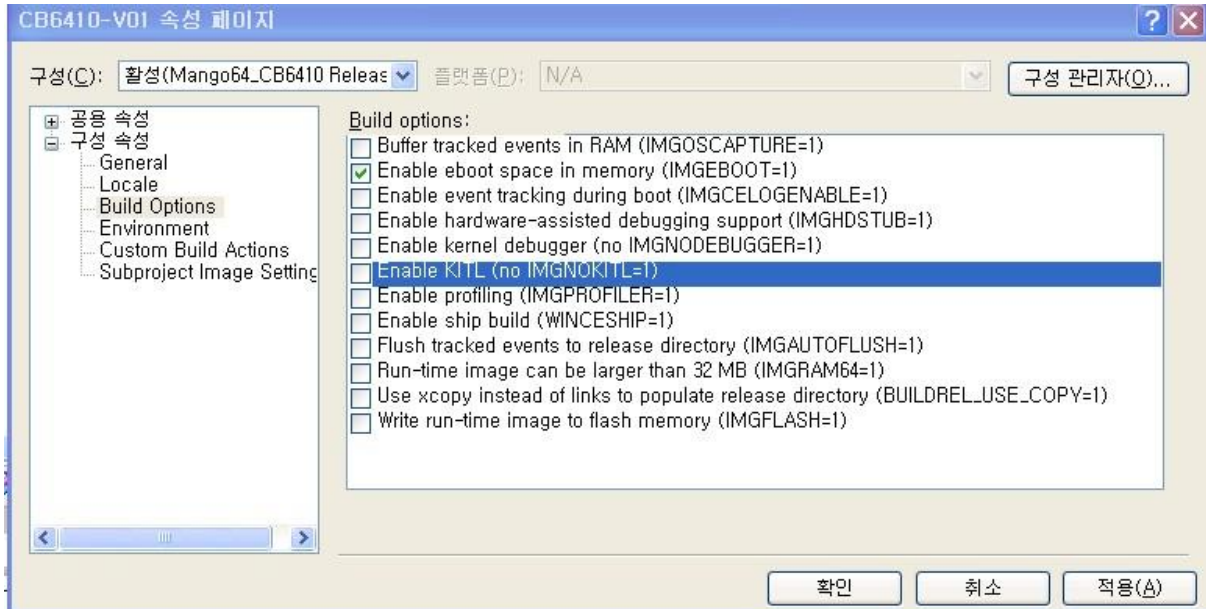 CB6410-V01 속성 페이지
구성(C): 활성(Mango64_CB6410 Releas 플랫폼(P): N/A 구성 관리자(O)...
공용 속성
구성 속성
General
Locale
Build Options
Environment
Custom Build Actions
Subproject Image Setting
Build options:
Buffer tracked events in RAM (IMGOSCAPTURE=1)
Enable eboot space in memory (IMGEBOOT=1)
Enable event tracking during boot (IMGCELOGENABLE=1)
Enable hardware-assisted debugging support (IMGHDSTUB=1)
Enable kernel debugger (no IMGNODEBUGGER=1)
Enable KITL (no IMGNOKITL=1)
Enable profiling (IMGPROFILER=1)
Enable ship build (WINCESHIP=1)
Flush tracked events to release directory (IMGAUTOFLUSH=1)
Run-time image can be larger than 32 MB (IMGRAM64=1)
Use xcopy instead of links to populate release directory (BUILDREL_USE_COPY=1)
Write run-time image to flash memory (IMGFLASH=1)
확인 취소 적용(A)